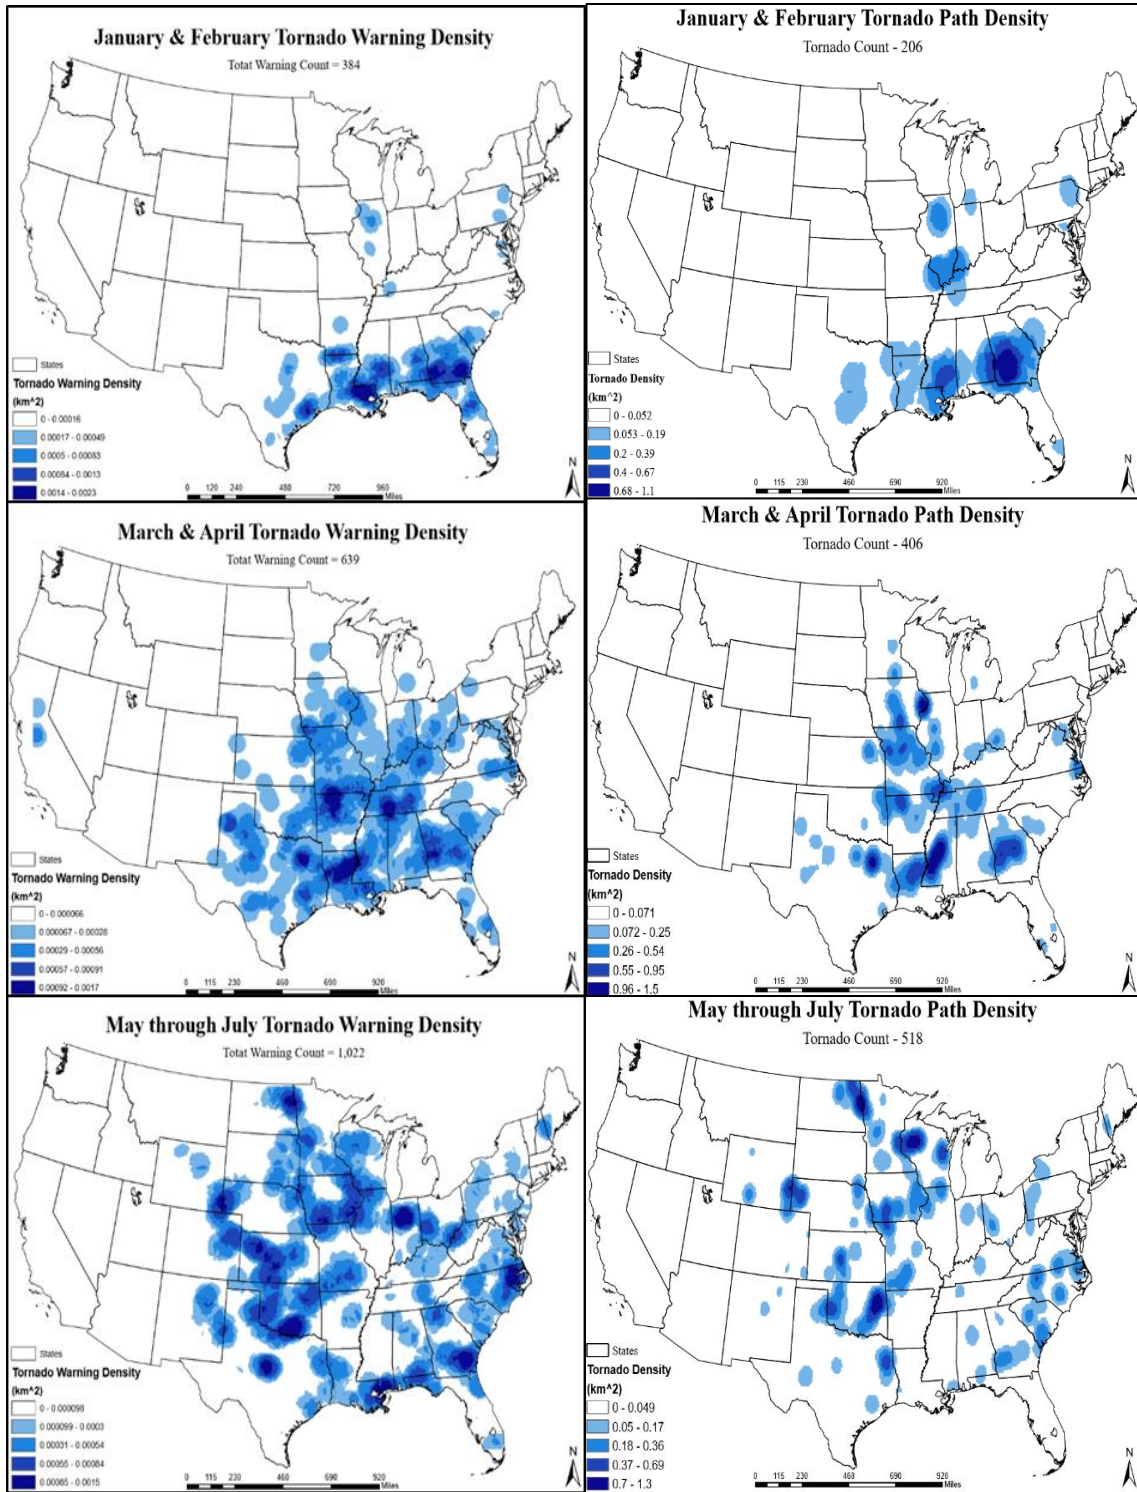 January & February Tornado Warning Density
Totat Warning Count = 384
States
Tornado Warning Density
(km^2)
0 - 0.00016
0.00017 - 0.00049
0.0005 - 0.00083
0.00084 - 0.0013
0.0014 - 0.0023
0 120 240 480 720 960
Miles
N
January & February Tornado Path Density
Tornado Count - 206
States
Tornado Density
(km^2)
0 - 0.052
0.053 - 0.19
0.2 - 0.39
0.4 - 0.67
0.68 - 1.1
0 115 230 460 690 920
Miles
N
March & April Tornado Warning Density
Totat Warning Count = 639
States
Tornado Warning Density
(km^2)
0 - 0.000066
0.000067 - 0.00028
0.00029 - 0.00056
0.00057 - 0.00091
0.00092 - 0.0017
0 115 230 460 690 920
Miles
N
March & April Tornado Path Density
Tornado Count - 406
States
Tornado Density
(km^2)
0 - 0.071
0.072 - 0.25
0.26 - 0.54
0.55 - 0.95
0.96 - 1.5
0 115 230 460 690 920
Miles
N
May through July Tornado Warning Density
Total Warning Count = 1,022
States
Tornado Warning Density
(km^2)
0 - 0.000098
0.000099 - 0.0003
0.00031 - 0.00054
0.00055 - 0.00084
0.00085 - 0.0015
0 115 230 460 690 920
Miles
N
May through July Tornado Path Density
Tornado Count - 518
States
Tornado Density
(km^2)
0 - 0.049
0.05 - 0.17
0.18 - 0.36
0.37 - 0.69
0.7 - 1.3
0 115 230 460 690 920
Miles
N